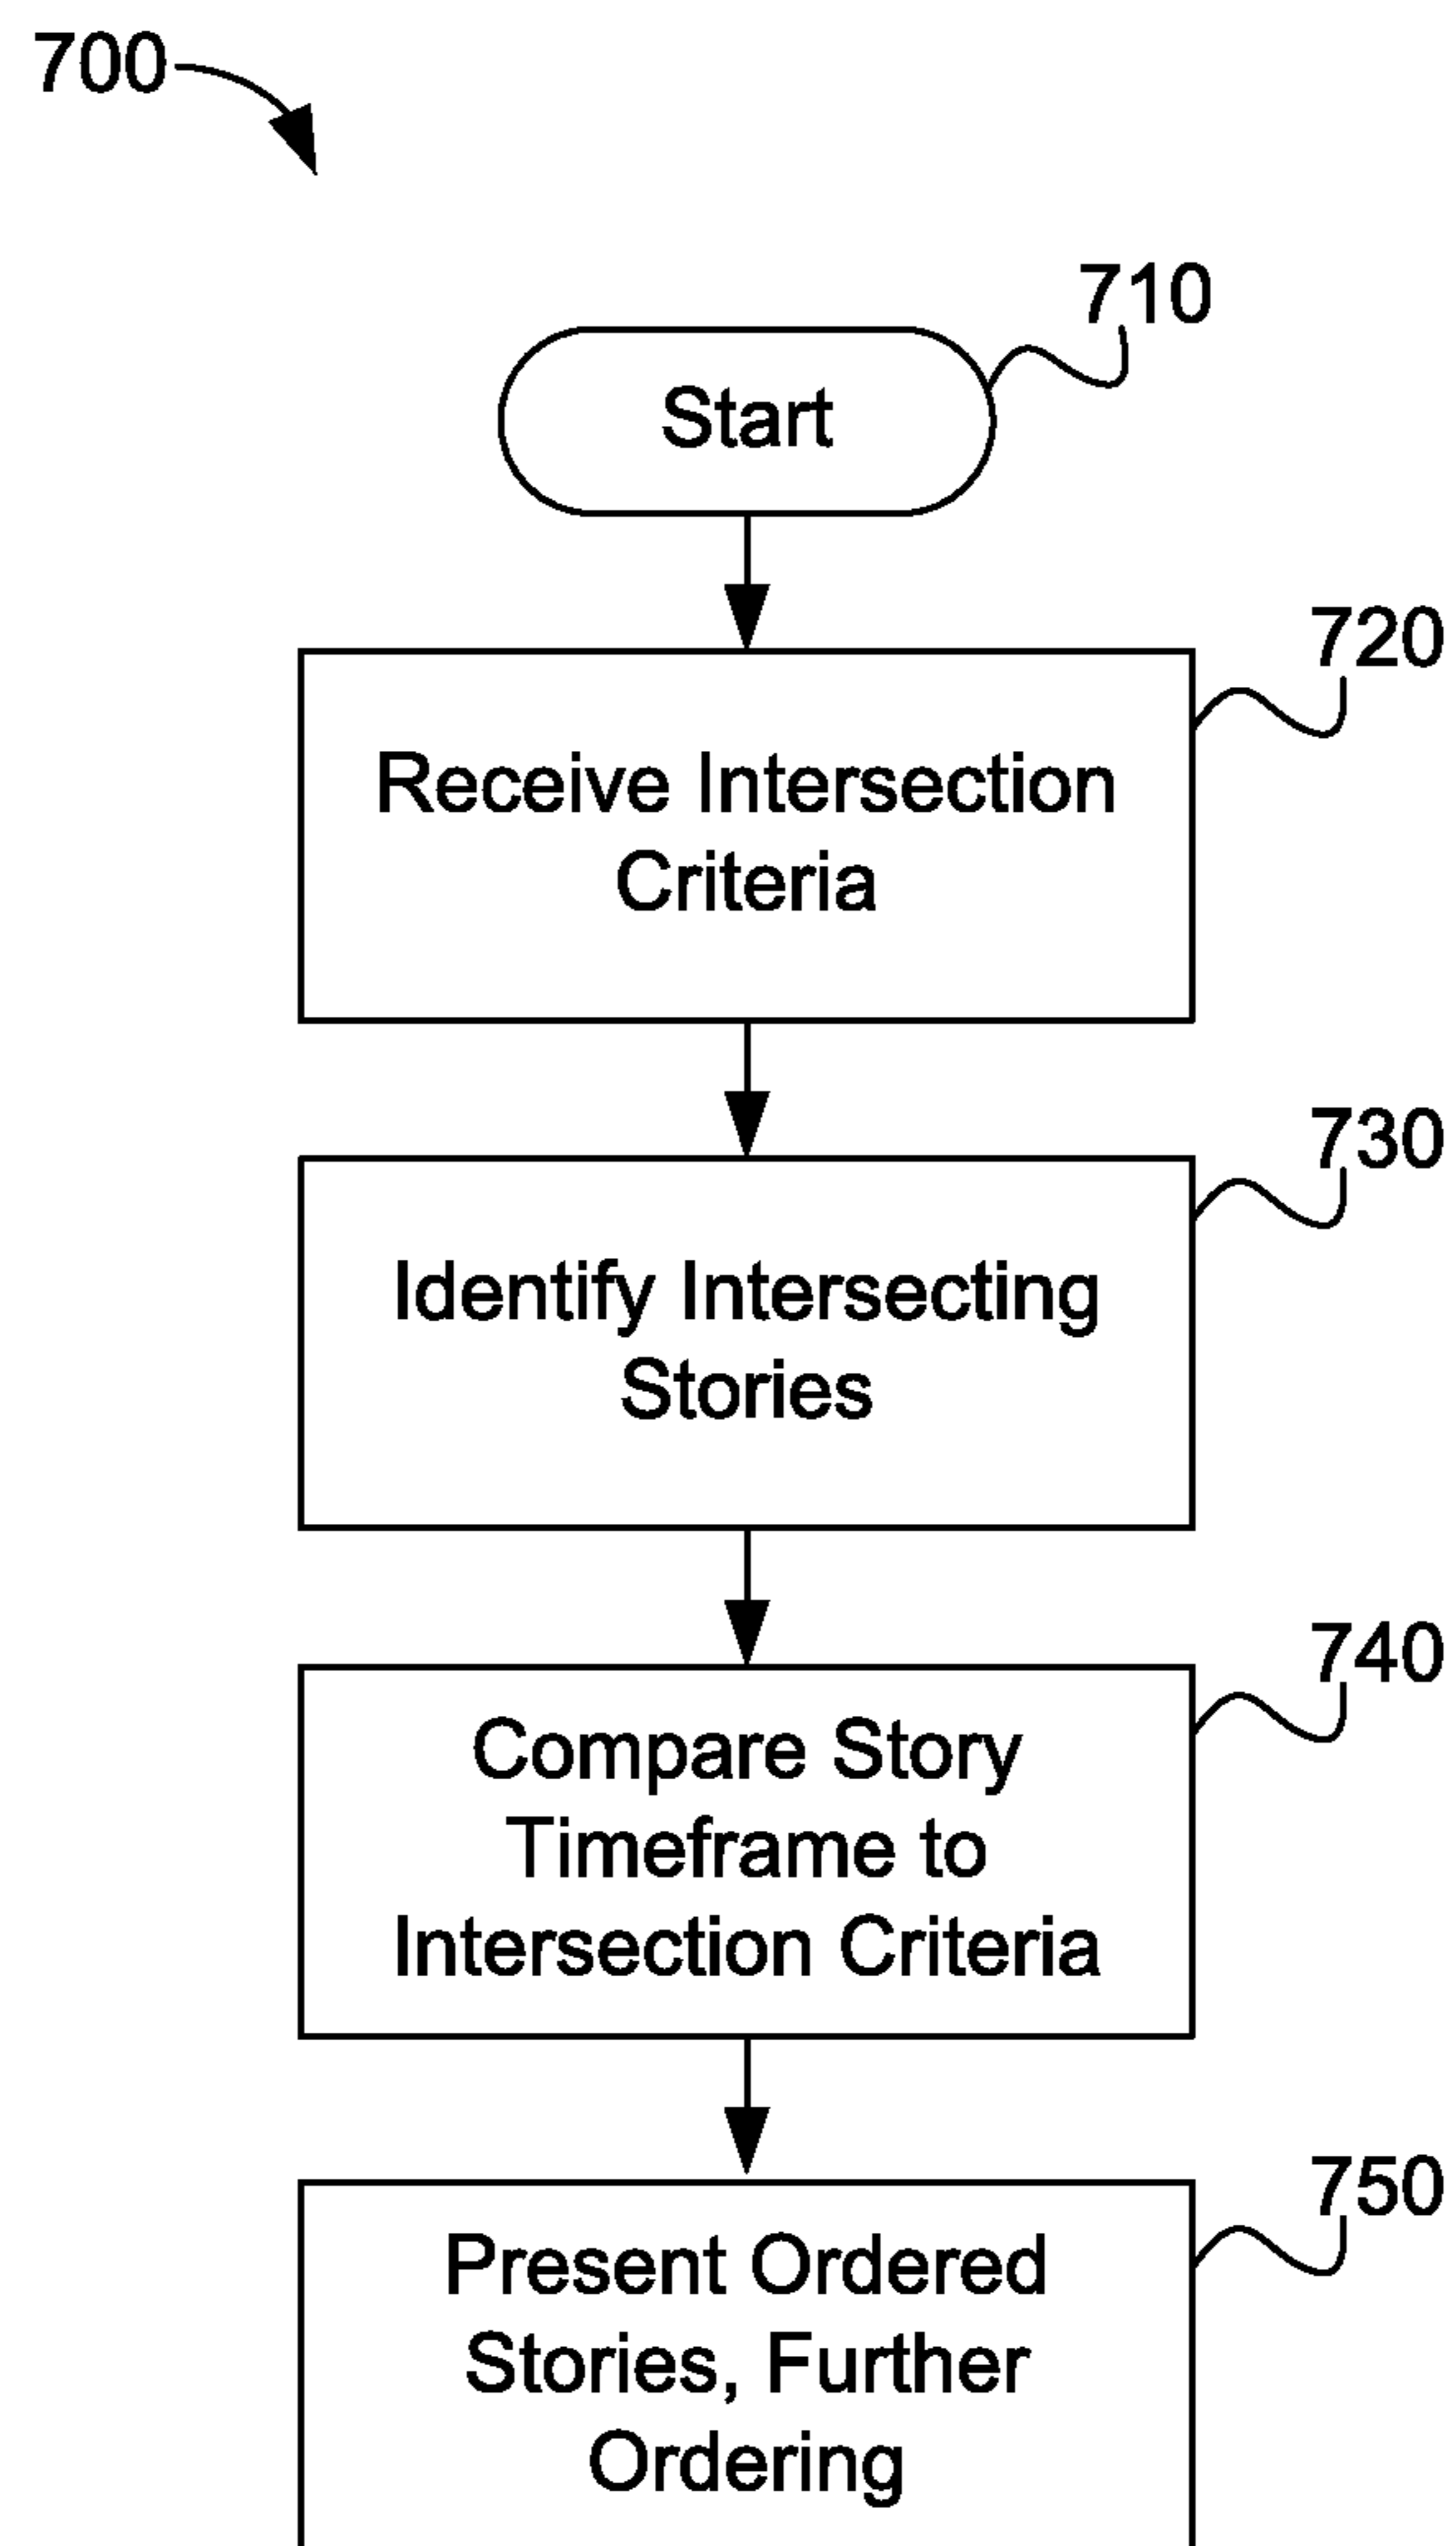 700
710
Start
720
Receive Intersection
Criteria
730
Identify Intersecting
Stories
740
Compare Story
Timeframe to
Intersection Criteria
750
Present Ordered
Stories, Further
Ordering